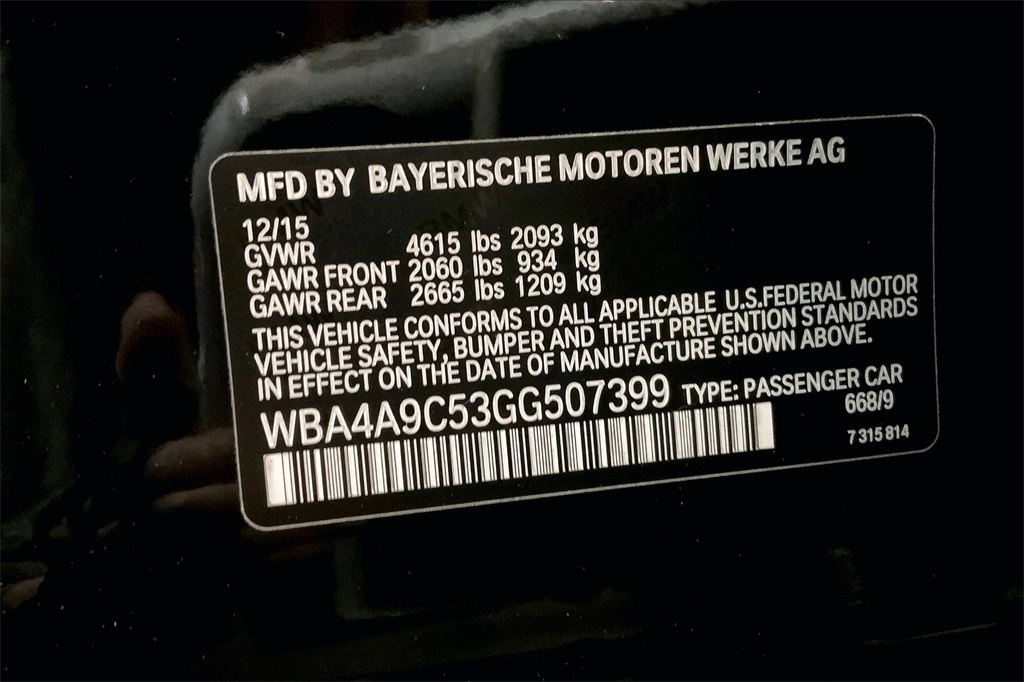 MFD BY BAYERISCHE MOTOREN WERKE AG
12/15
GVWR 4615 lbs 2093 kg
GAWR FRONT 2060 lbs 934 kg
GAWR REAR 2665 lbs 1209 kg
THIS VEHICLE CONFORMS TO ALL APPLICABLE U.S.FEDERAL MOTOR
VEHICLE SAFETY, BUMPER AND THEFT PREVENTION STANDARDS
IN EFFECT ON THE DATE OF MANUFACTURE SHOWN ABOVE.
WBA4A9C53GG507399 TYPE: PASSENGER CAR
668/9
7 315 814